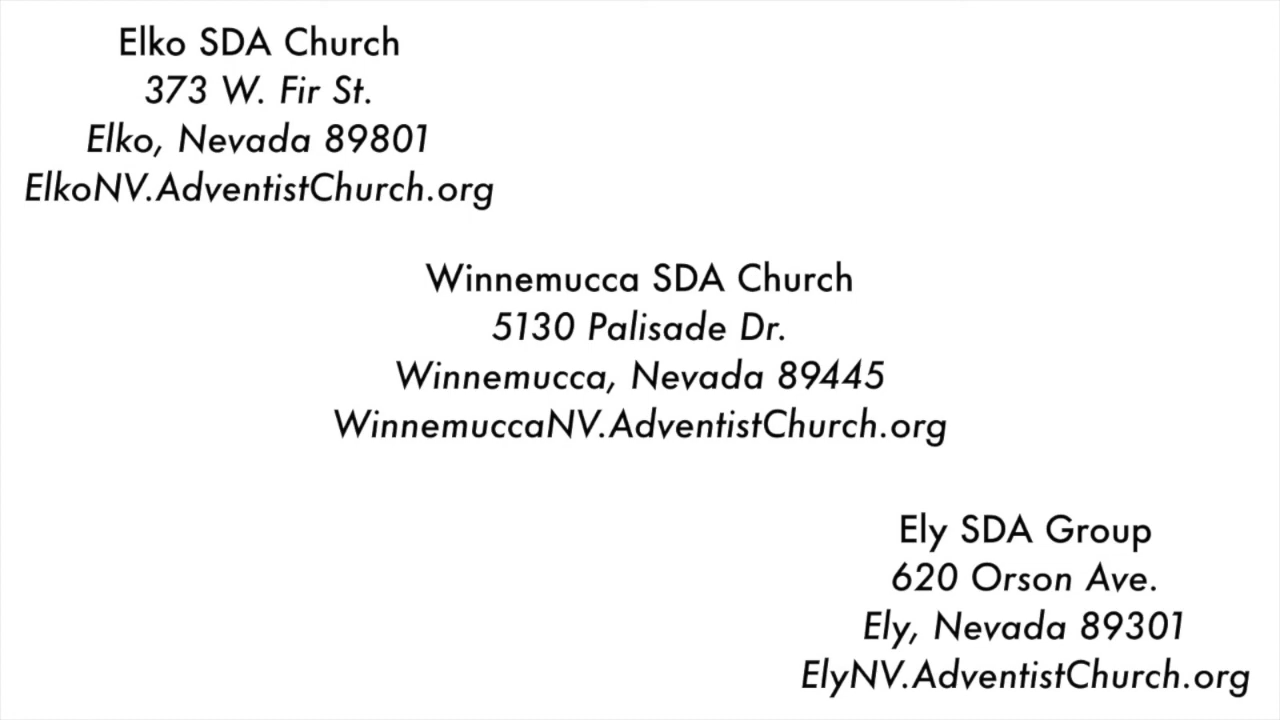 Elko SDA Church
373 W. Fir St.
Elko, Nevada 89801
ElkoNV.AdventistChurch.org
Winnemucca SDA Church
5130 Palisade Dr.
Winnemucca, Nevada 89445
WinnemuccaNV.AdventistChurch.org
Ely SDA Group
620 Orson Ave.
Ely, Nevada 89301
ElyNV.AdventistChurch.org